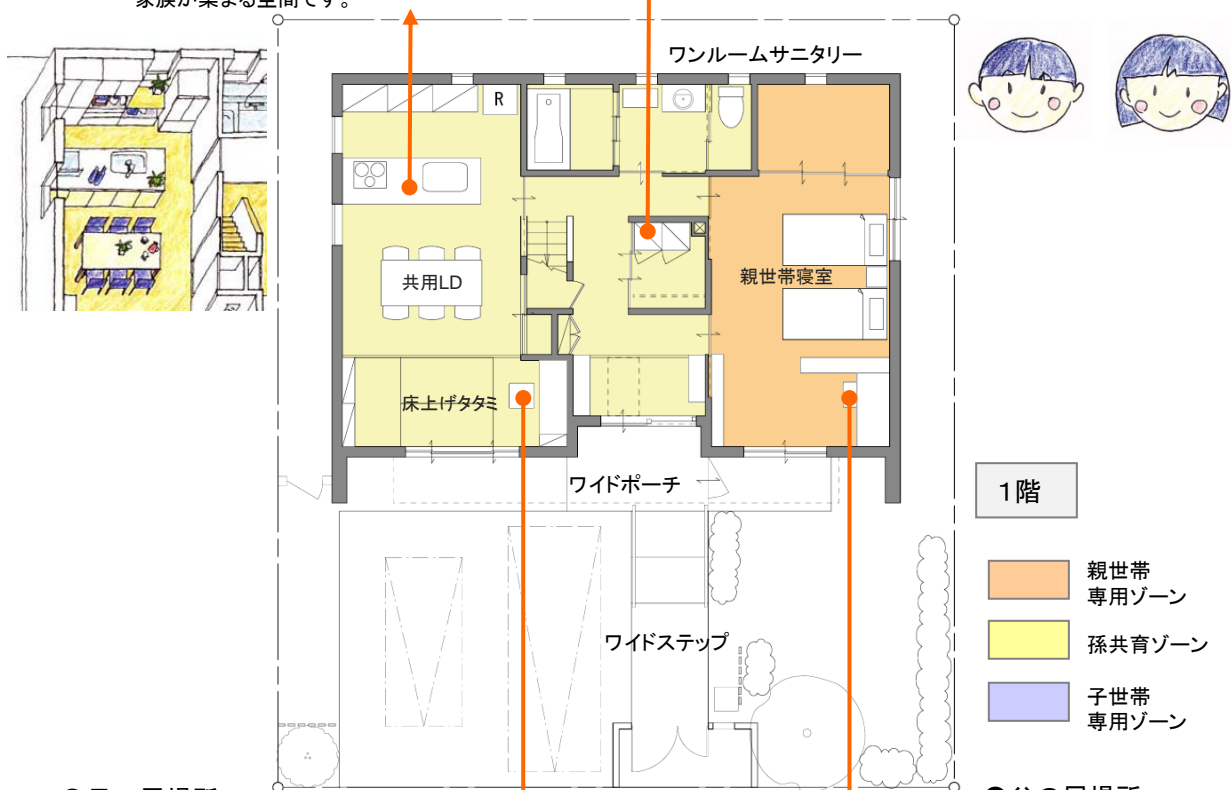 家族が集まる空間です。
ワンルームサニタリー
R
共用LD
親世帯寝室
床上げタタミ
ワイドポーチ
1階
親世帯
専用ゾーン
ワイドステップ
孫共育ゾーン
子世帯
専用ゾーン